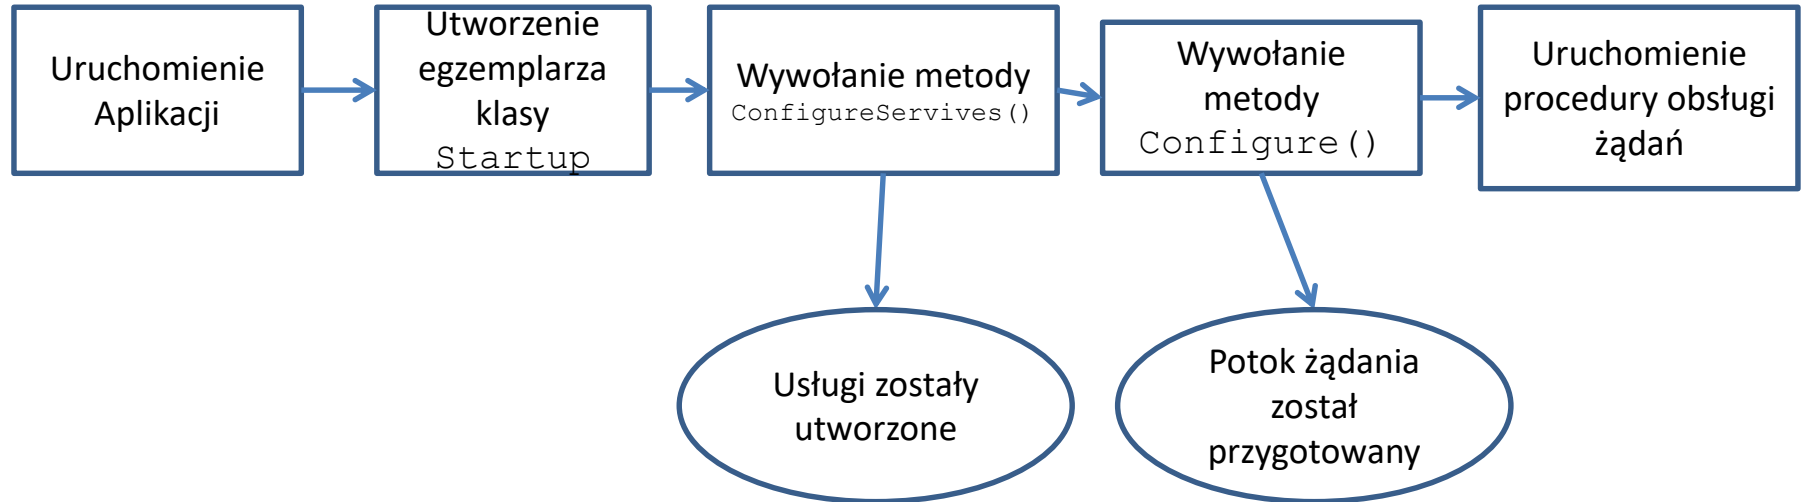 Uruchomienie
Aplikacji
Utworzenie
egzemplarza
klasy
Startup
Wywołanie metody
ConfigureServives()
Wywołanie
metody
Configure()
Uruchomienie
procedury obsługi
żądań
Usługi zostały
utworzone
Potok żądania
został
przygotowany